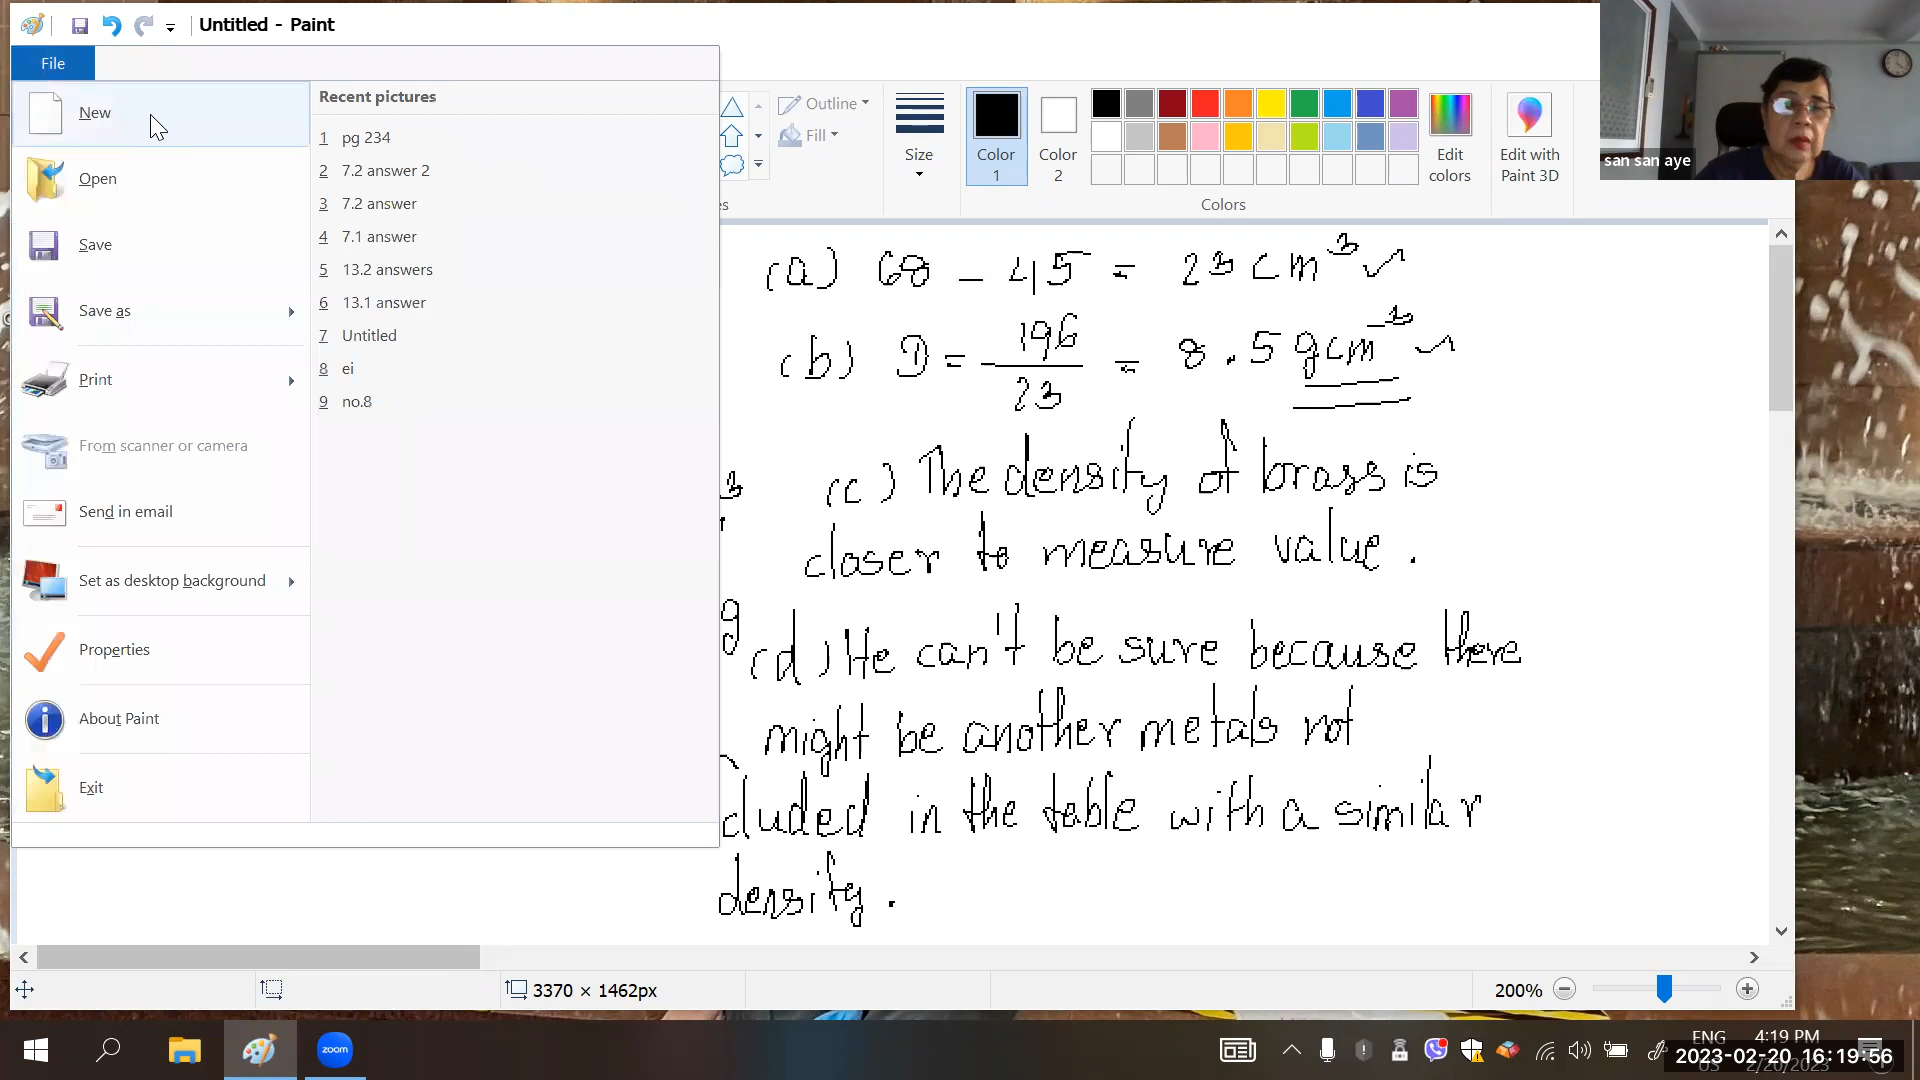 Untitled - Paint
File
New
Open
Save
Save as
Print
From scanner or camera
Send in email
Set as desktop background
Properties
About Paint
Exit
Recent pictures
1 pg 234
2 7.2 answer 2
3 7.2 answer
4 7.1 answer
5 13.2 answers
6 13.1 answer
7 Untitled
8 ei
9 no.8
Outline
Fill
Size
Color 1
Color 2
Edit colors
Edit with Paint 3D
Colors
san san aye
(a) 68 - 45 = 23 cm³
(b) D = 196/23 = 8.5 gcm⁻³
(c) The density of brass is
closer to measure value.
(d) He can't be sure because there
might be another metals not
cluded in the table with a similar
density.
3370 × 1462px
200%
zoom
ENG
4:19 PM
US
2/20/2023
2023-02-20 16:19:56